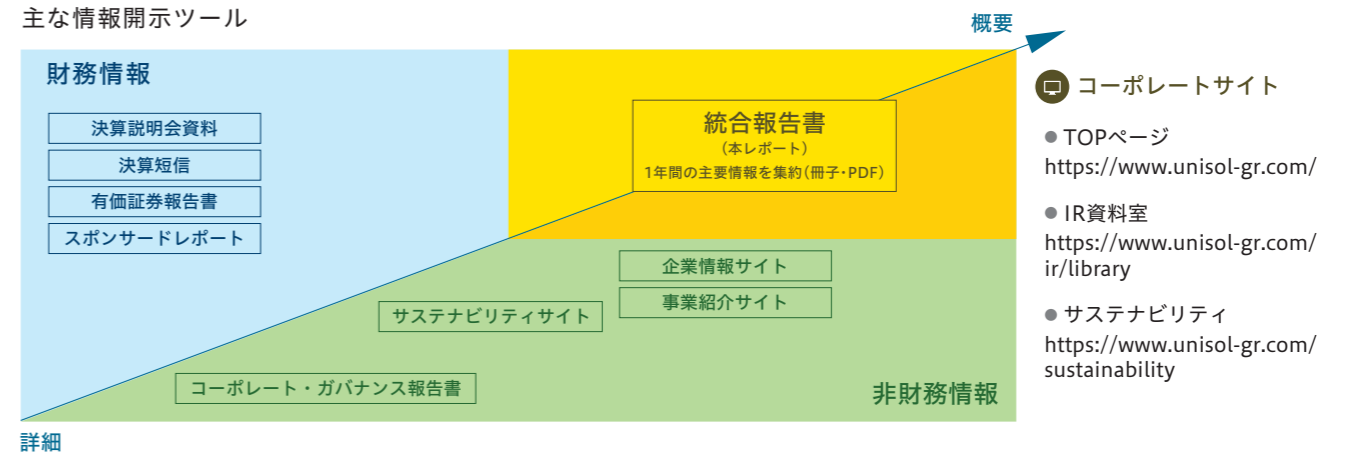 主な情報開示ツール
概要
財務情報
決算説明会資料
決算短信
有価証券報告書
スポンサードレポート
統合報告書
（本レポート）
1年間の主要情報を集約（冊子・PDF）
企業情報サイト
事業紹介サイト
サステナビリティサイト
コーポレート・ガバナンス報告書
非財務情報
詳細
コーポレートサイト
● TOPページ
https://www.unisol-gr.com/
● IR資料室
https://www.unisol-gr.com/
ir/library
● サステナビリティ
https://www.unisol-gr.com/
sustainability